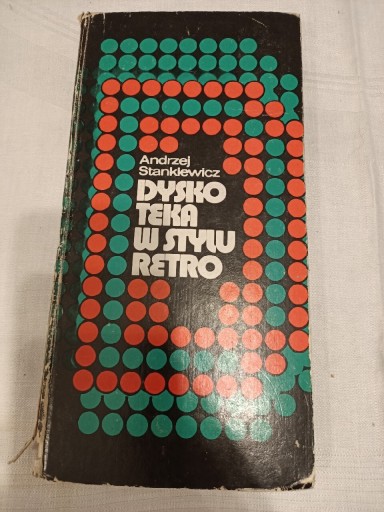 Andrzej
Stankiewicz
DYSKO
TEKA
W STYLU
RETRO